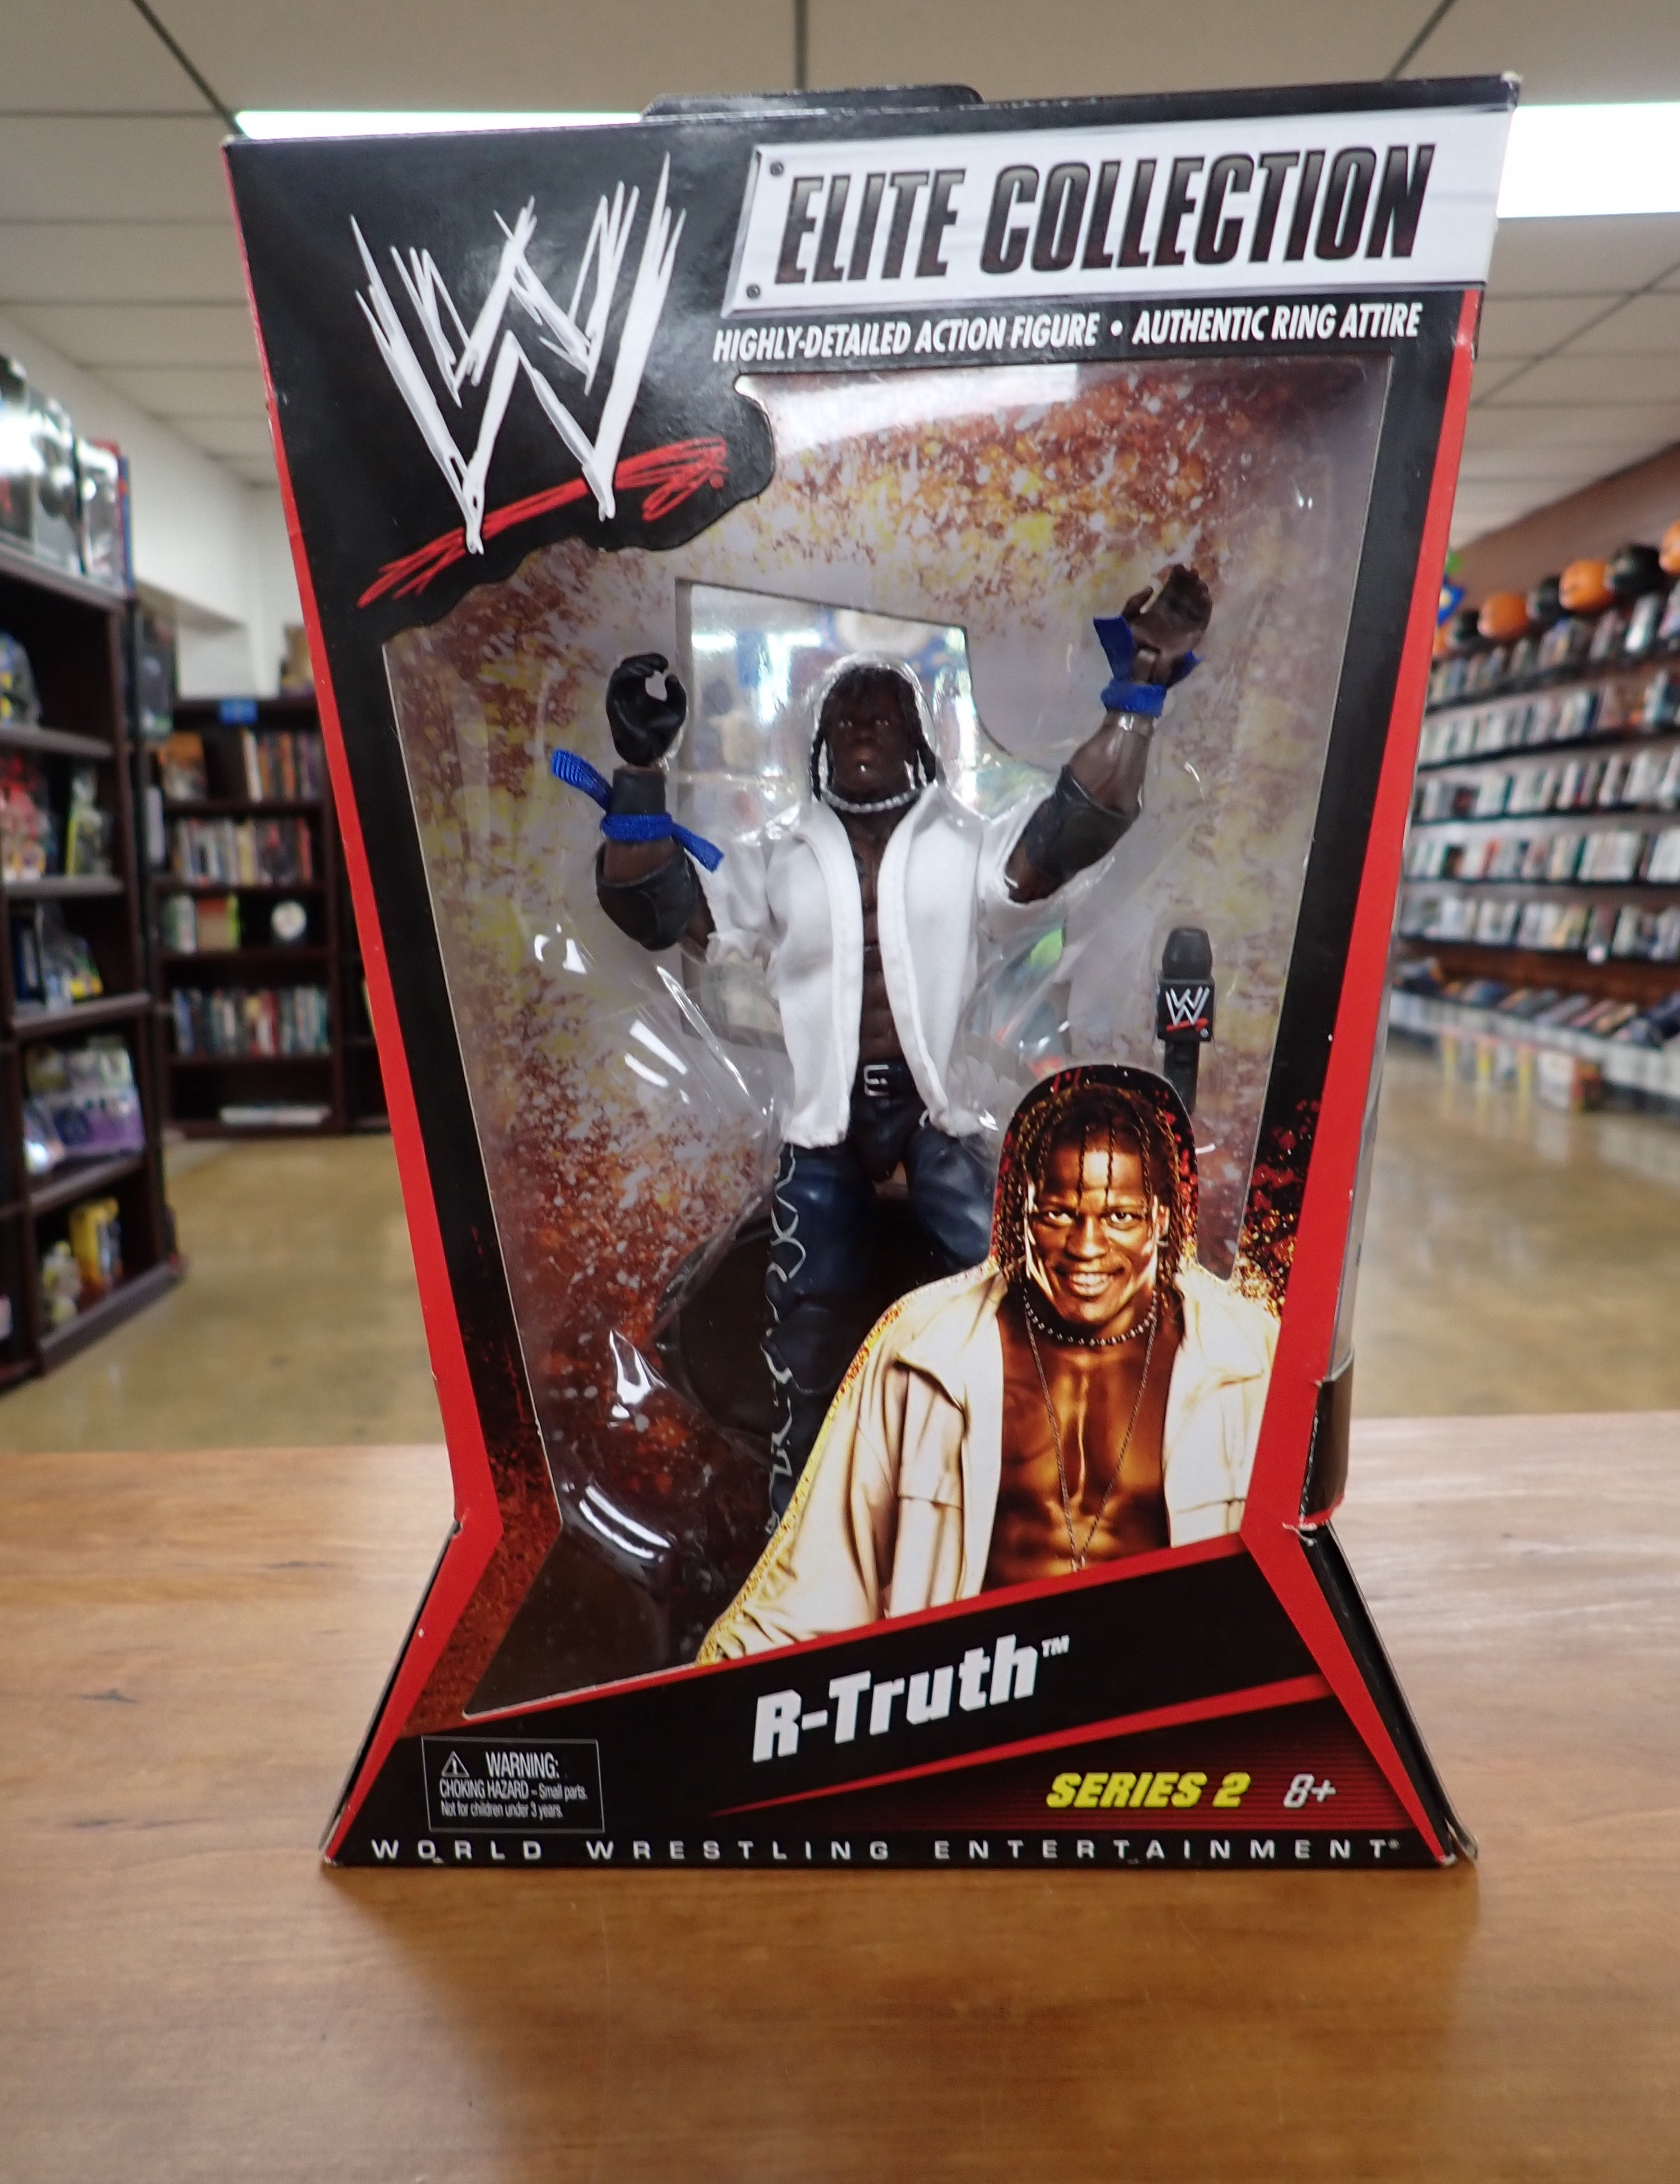 W
ELITE COLLECTION
HIGHLY-DETAILED ACTION FIGURE • AUTHENTIC RING ATTIRE
W
R-Truth™
SERIES 2 8+
WARNING:
CHOKING HAZARD – Small parts.
Not for children under 3 years.
WORLD WRESTLING ENTERTAINMENT®